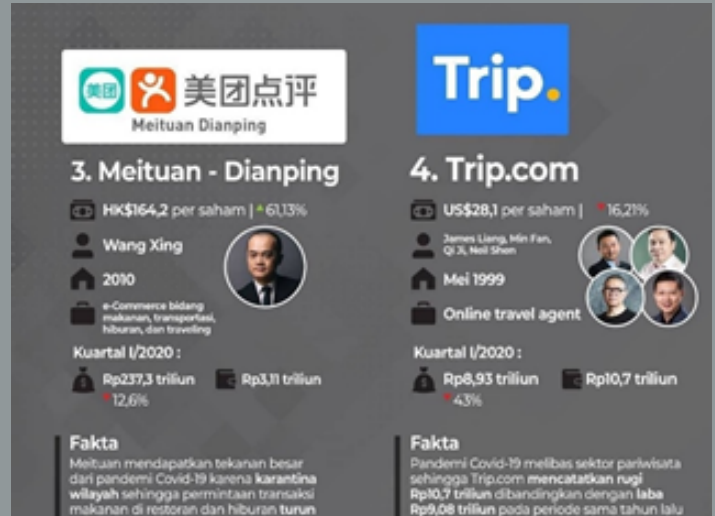 美团
美团点评
Meituan Dianping
3. Meituan - Dianping
HK$164,2 per saham | 61,13%
Wang Xing
2010
e-Commerce bidang
makanan, transportasi,
hiburan, dan traveling
Kuartal I/2020 :
Rp237,3 triliun
Rp3,11 triliun
12,6%
Fakta
Meituan mendapatkan tekanan besar
dari pandemi Covid-19 karena karantina
wilayah sehingga permintaan transaksi
makanan di restoran dan hiburan turun
Trip.
4. Trip.com
US$28,1 per saham | 16,21%
James Liang, Min Fan,
Qi Ji, Neil Shen
Mei 1999
Online travel agent
Kuartal I/2020 :
Rp8,93 triliun
Rp10,7 triliun
43%
Fakta
Pandemi Covid-19 melibas sektor pariwisata
sehingga Trip.com mencatatkan rugi
Rp10,7 triliun dibandingkan dengan laba
Rp9,08 triliun pada periode sama tahun lalu